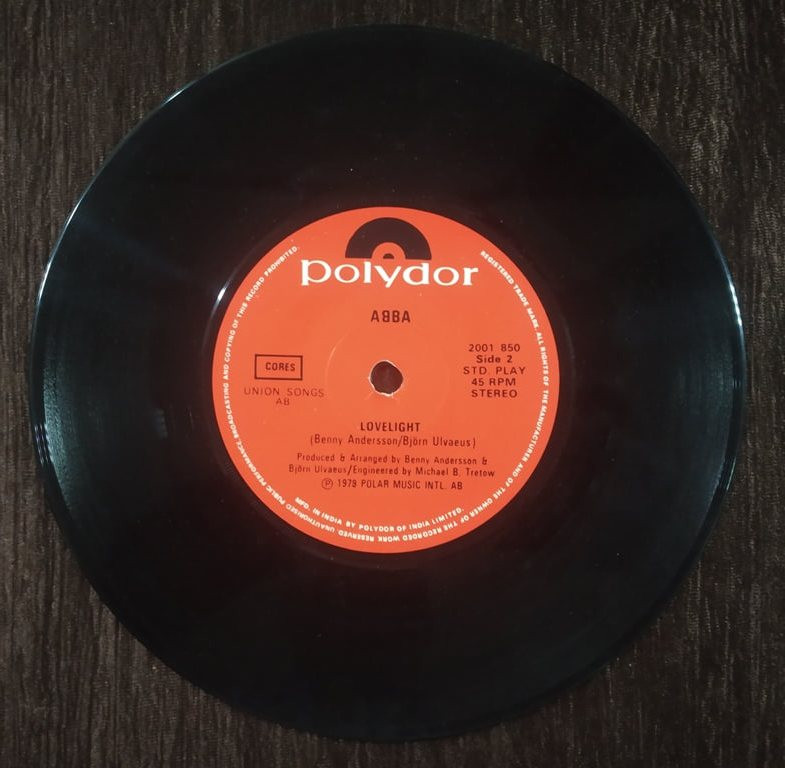 polydor
ABBA
CORES
UNION SONGS
AB
2001 850
Side 2
STD. PLAY
45 RPM
STEREO
LOVELIGHT
(Benny Andersson/Björn Ulvaeus)
Produced & Arranged by Benny Andersson &
Björn Ulvaeus/Engineered by Michael B. Tretow
℗ 1979 POLAR MUSIC INTL. AB
REGISTERED TRADE MARK. ALL RIGHTS OF THE MANUFACTURER AND OF THE OWNER OF THE RECORDED WORK RESERVED. UNAUTHORISED PUBLIC PERFORMANCE, BROADCASTING AND COPYING OF THIS RECORD PROHIBITED.
MFD. IN INDIA BY POLYDOR OF INDIA LIMITED.